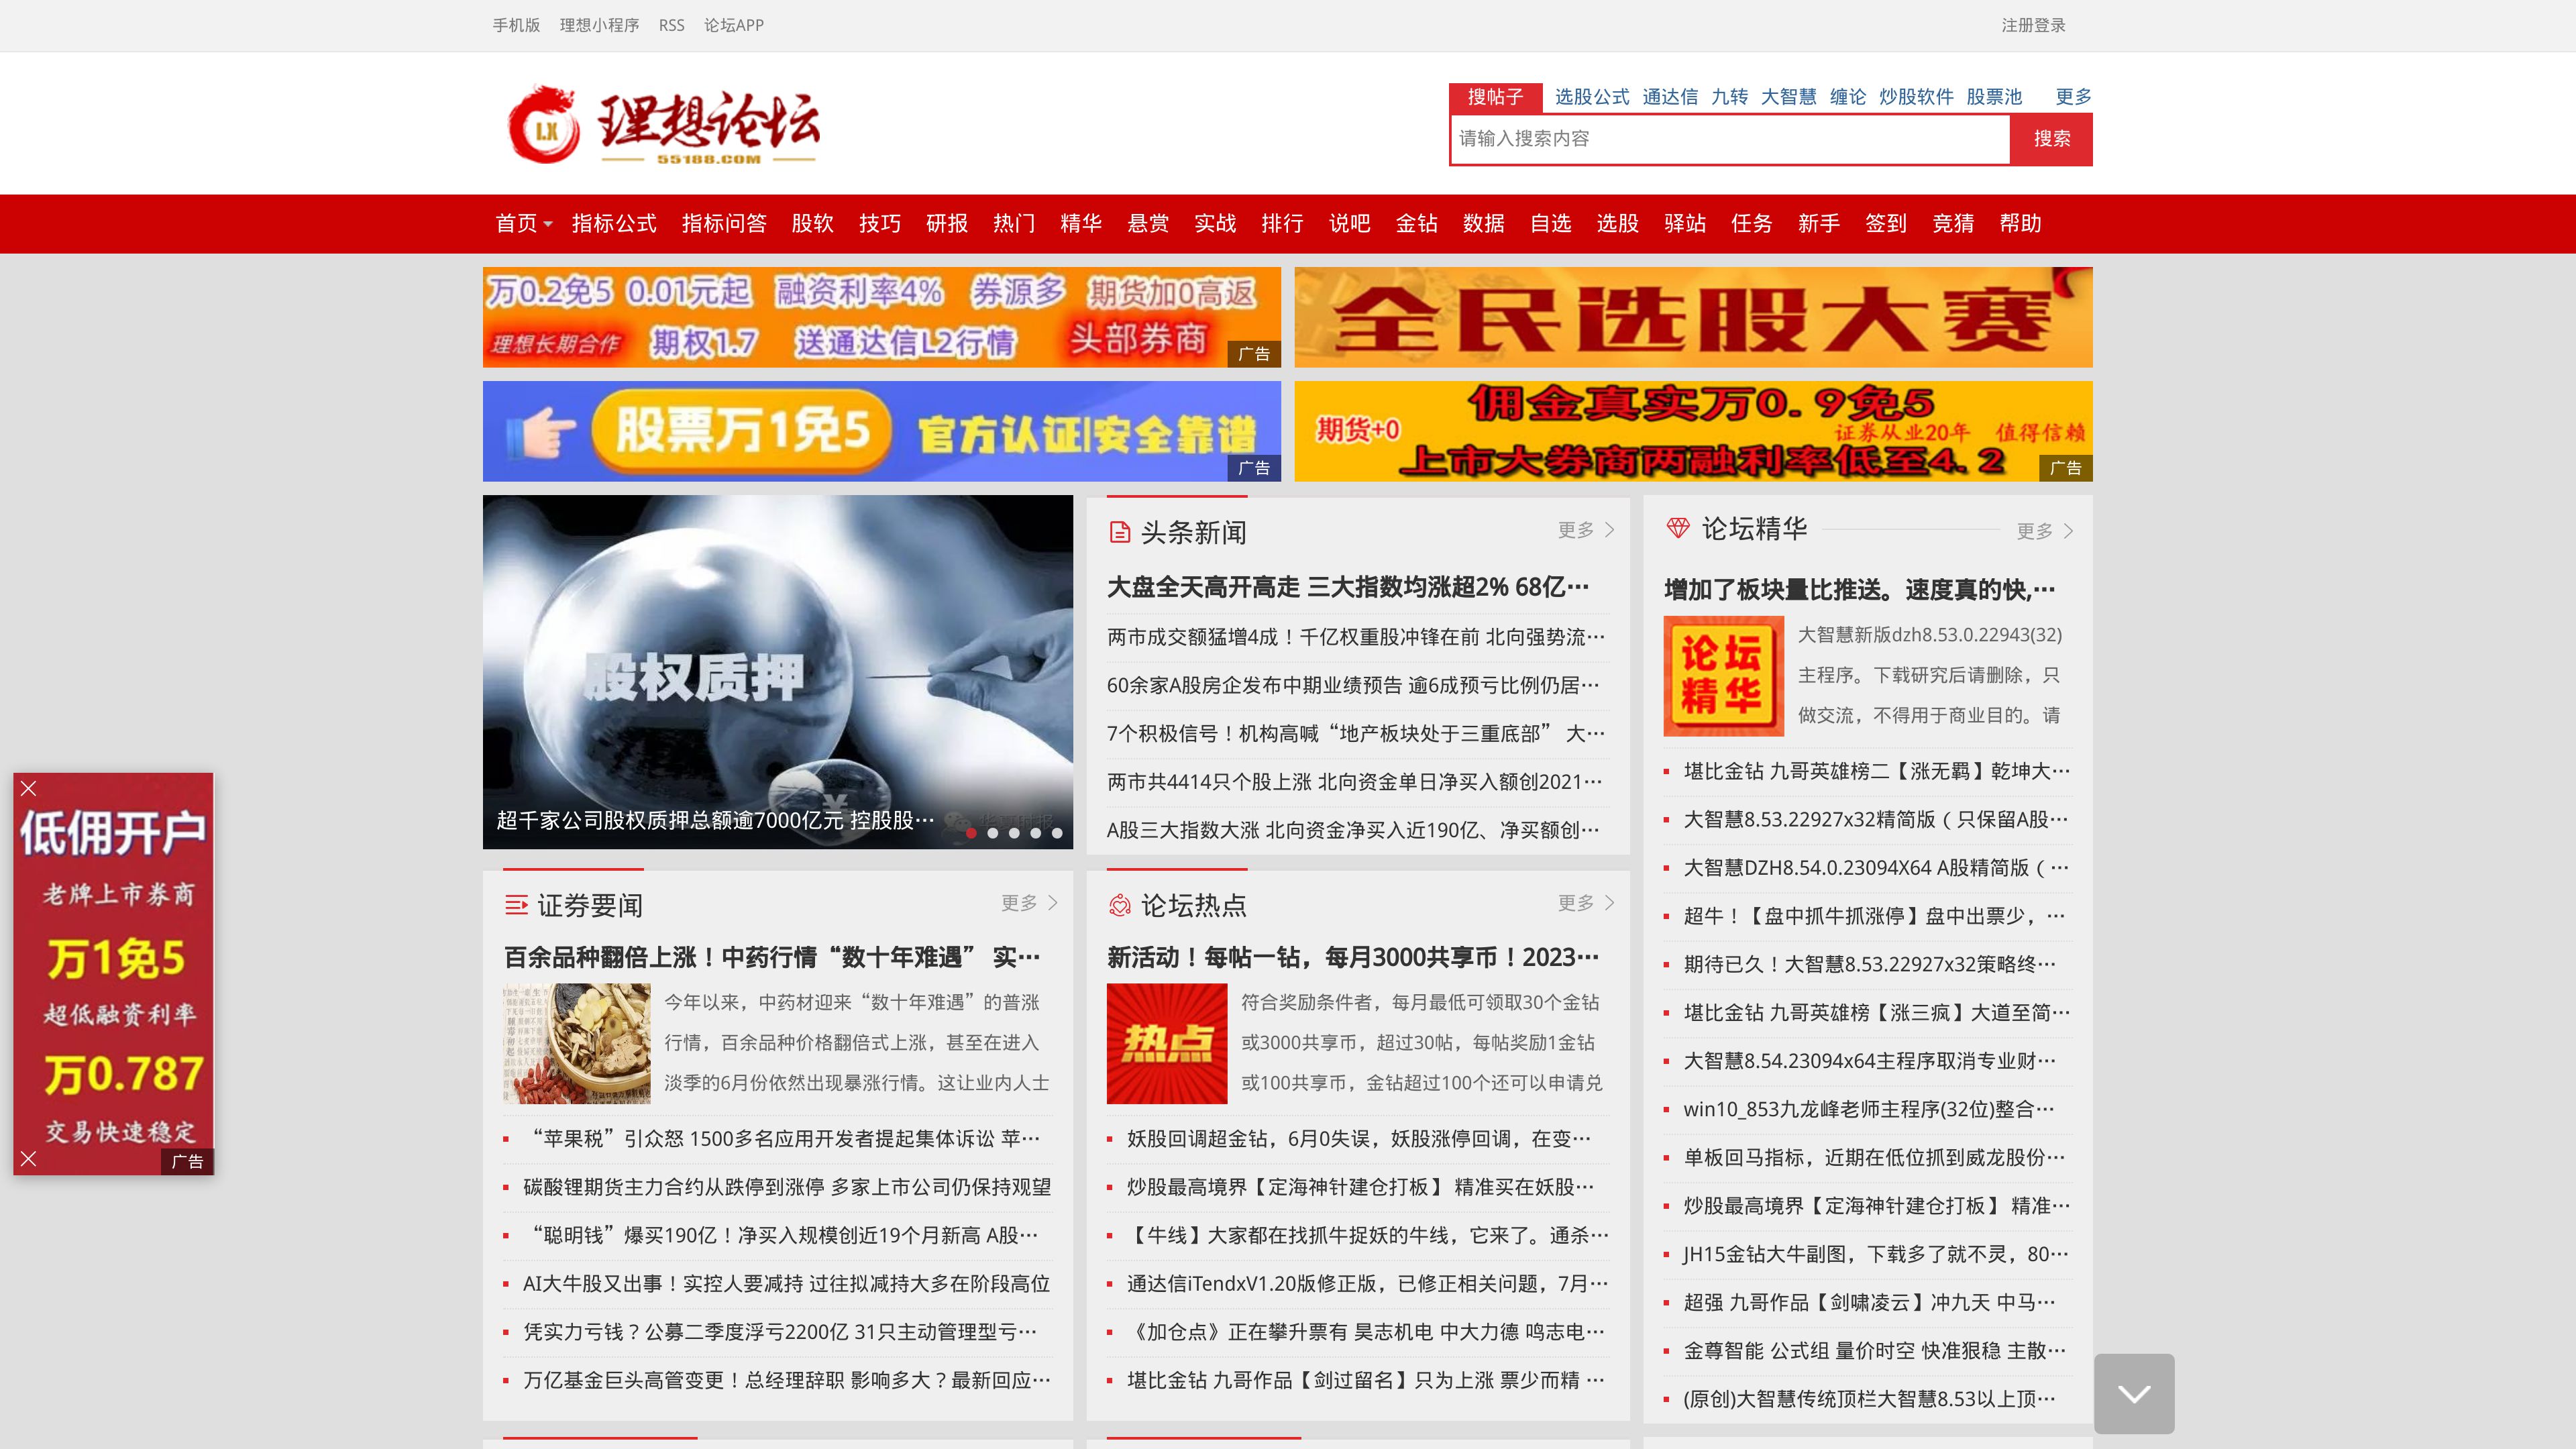 手机版 理想小程序 RSS 论坛APP 注册登录
LX 理想论坛
55188.COM
搜帖子 选股公式 通达信 九转 大智慧 缠论 炒股软件 股票池 更多
请输入搜索内容 搜索
首页 指标公式 指标问答 股软 技巧 研报 热门 精华 悬赏 实战 排行 说吧 金钻 数据 自选 选股 驿站 任务 新手 签到 竞猜 帮助
万0.2免5 0.01元起 融资利率4% 券源多 期货加0高返
理想长期合作 期权1.7 送通达信L2行情 头部券商
广告
全民选股大赛
股票万1免5 官方认证|安全靠谱
广告
佣金真实万0.9免5
期货+0 证券从业20年 值得信赖
上市大券商两融利率低至4.2
广告
股权质押
超千家公司股权质押总额逾7000亿元 控股股…
头条新闻 更多
大盘全天高开高走 三大指数均涨超2% 68亿…
两市成交额猛增4成！千亿权重股冲锋在前 北向强势流…
60余家A股房企发布中期业绩预告 逾6成预亏比例仍居…
7个积极信号！机构高喊“地产板块处于三重底部” 大…
两市共4414只个股上涨 北向资金单日净买入额创2021…
A股三大指数大涨 北向资金净买入近190亿、净买额创…
论坛精华 更多
增加了板块量比推送。速度真的快,…
论坛
精华
大智慧新版dzh8.53.0.22943(32)
主程序。下载研究后请删除，只
做交流，不得用于商业目的。请
堪比金钻 九哥英雄榜二【涨无羁】乾坤大…
大智慧8.53.22927x32精简版（只保留A股…
大智慧DZH8.54.0.23094X64 A股精简版（…
超牛！【盘中抓牛抓涨停】盘中出票少，…
期待已久！大智慧8.53.22927x32策略终…
堪比金钻 九哥英雄榜【涨三疯】大道至简…
大智慧8.54.23094x64主程序取消专业财…
win10_853九龙峰老师主程序(32位)整合…
单板回马指标，近期在低位抓到威龙股份…
炒股最高境界【定海神针建仓打板】 精准…
JH15金钻大牛副图，下载多了就不灵，80…
超强 九哥作品【剑啸凌云】冲九天 中马…
金尊智能 公式组 量价时空 快准狠稳 主散…
(原创)大智慧传统顶栏大智慧8.53以上顶…
证券要闻 更多
百余品种翻倍上涨！中药行情“数十年难遇” 实…
今年以来，中药材迎来“数十年难遇”的普涨
行情，百余品种价格翻倍式上涨，甚至在进入
淡季的6月份依然出现暴涨行情。这让业内人士
“苹果税”引众怒 1500多名应用开发者提起集体诉讼 苹…
碳酸锂期货主力合约从跌停到涨停 多家上市公司仍保持观望
“聪明钱”爆买190亿！净买入规模创近19个月新高 A股…
AI大牛股又出事！实控人要减持 过往拟减持大多在阶段高位
凭实力亏钱？公募二季度浮亏2200亿 31只主动管理型亏…
万亿基金巨头高管变更！总经理辞职 影响多大？最新回应…
论坛热点 更多
新活动！每帖一钻，每月3000共享币！2023…
热点
符合奖励条件者，每月最低可领取30个金钻
或3000共享币，超过30帖，每帖奖励1金钻
或100共享币，金钻超过100个还可以申请兑
妖股回调超金钻，6月0失误，妖股涨停回调，在变…
炒股最高境界【定海神针建仓打板】 精准买在妖股…
【牛线】大家都在找抓牛捉妖的牛线，它来了。通杀…
通达信iTendxV1.20版修正版，已修正相关问题，7月…
《加仓点》正在攀升票有 昊志机电 中大力德 鸣志电…
堪比金钻 九哥作品【剑过留名】只为上涨 票少而精 …
低佣开户
老牌上市券商
万1免5
超低融资利率
万0.787
交易快速稳定
广告